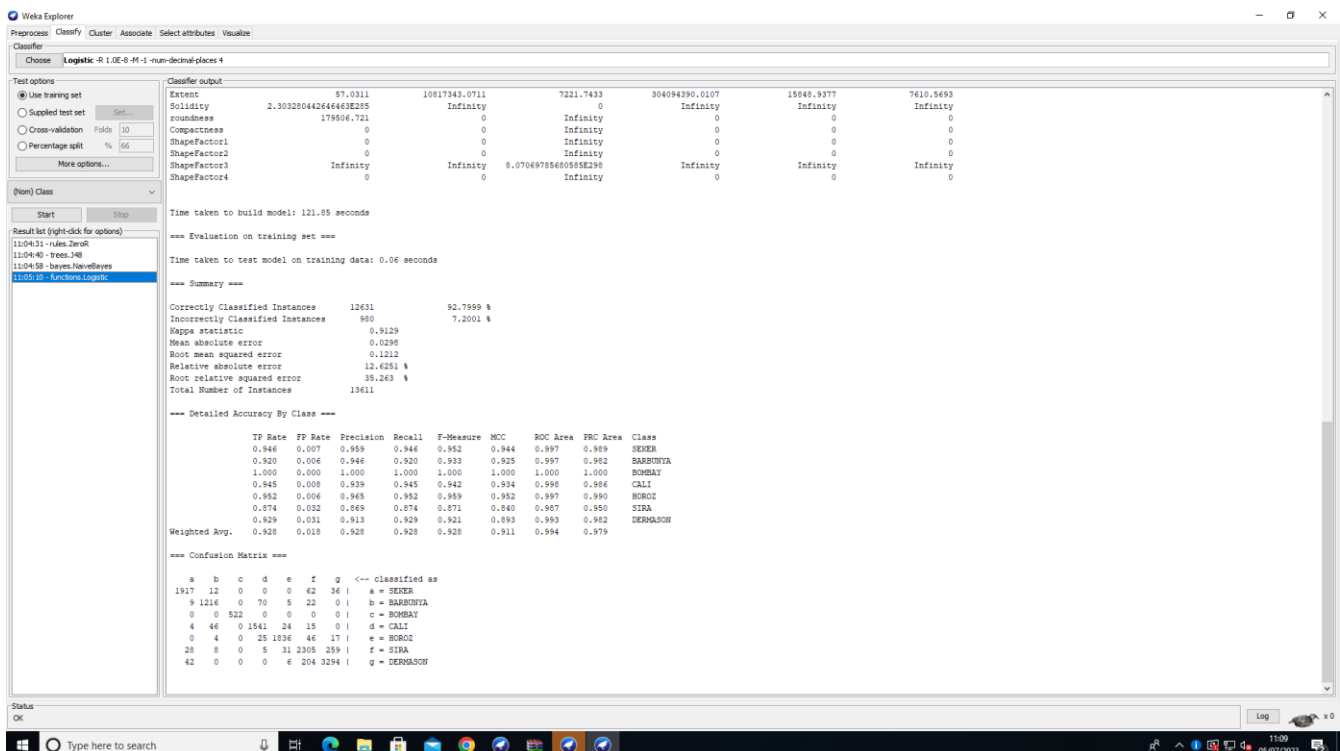 Weka Explorer
Preprocess Classify Cluster Associate Select attributes Visualize
Classifier
Choose Logistic -R 1.0E-8 -M -1 -num-decimal-places 4
Test options
Use training set
Supplied test set Set...
Cross-validation Folds 10
Percentage split % 66
More options...
(Nom) Class
Start Stop
Result list (right-click for options)
11:04:31 - rules.ZeroR
11:04:40 - trees.J48
11:04:58 - bayes.NaiveBayes
11:05:10 - functions.Logistic
Classifier output
Extent 57.0311 10817343.0711 7221.7433 304094390.0107 15848.9377 7610.5693
Solidity 2.303280442646463E285 Infinity 0 Infinity Infinity Infinity
roundness 179506.721 0 Infinity 0 0 0
Compactness 0 0 Infinity 0 0 0
ShapeFactor1 0 0 Infinity 0 0 0
ShapeFactor2 0 0 Infinity 0 0 0
ShapeFactor3 Infinity Infinity 8.07069785680585E298 Infinity Infinity Infinity
ShapeFactor4 0 0 Infinity 0 0 0
Time taken to build model: 121.85 seconds
=== Evaluation on training set ===
Time taken to test model on training data: 0.06 seconds
=== Summary ===
Correctly Classified Instances 12631 92.7999 %
Incorrectly Classified Instances 980 7.2001 %
Kappa statistic 0.9129
Mean absolute error 0.0298
Root mean squared error 0.1212
Relative absolute error 12.6251 %
Root relative squared error 35.263 %
Total Number of Instances 13611
=== Detailed Accuracy By Class ===
TP Rate FP Rate Precision Recall F-Measure MCC ROC Area PRC Area Class
0.946 0.007 0.959 0.946 0.952 0.944 0.997 0.989 SEKER
0.920 0.006 0.946 0.920 0.933 0.925 0.997 0.982 BARBUNYA
1.000 0.000 1.000 1.000 1.000 1.000 1.000 1.000 BOMBAY
0.945 0.008 0.939 0.945 0.942 0.934 0.998 0.986 CALI
0.952 0.006 0.965 0.952 0.959 0.952 0.997 0.990 HOROZ
0.874 0.032 0.869 0.874 0.871 0.840 0.987 0.950 SIRA
0.929 0.031 0.913 0.929 0.921 0.893 0.993 0.982 DERMASON
Weighted Avg. 0.928 0.018 0.928 0.928 0.928 0.911 0.994 0.979
=== Confusion Matrix ===
a b c d e f g <-- classified as
1917 12 0 0 0 62 36 | a = SEKER
9 1216 0 70 5 22 0 | b = BARBUNYA
0 0 522 0 0 0 0 | c = BOMBAY
4 46 0 1541 24 15 0 | d = CALI
0 4 0 25 1836 46 17 | e = HOROZ
28 8 0 5 31 2305 259 | f = SIRA
42 0 0 0 6 204 3294 | g = DERMASON
Status
OK
Log x 0
Type here to search
11:09